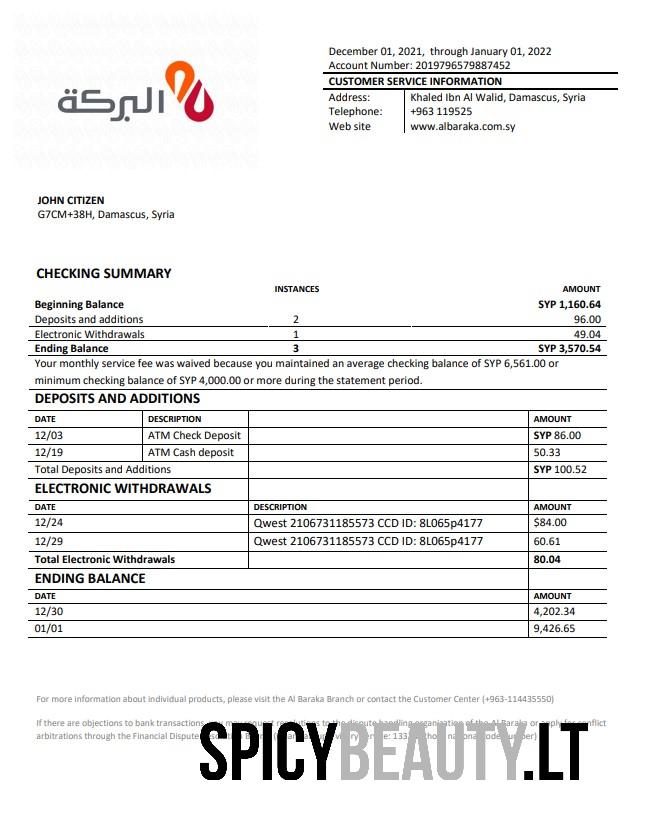 البركة
December 01, 2021, through January 01, 2022
Account Number: 2019796579887452
CUSTOMER SERVICE INFORMATION
Address: Khaled Ibn Al Walid, Damascus, Syria
Telephone: +963 119525
Web site www.albaraka.com.sy
JOHN CITIZEN
G7CM+38H, Damascus, Syria
CHECKING SUMMARY
INSTANCES AMOUNT
Beginning Balance SYP 1,160.64
Deposits and additions 2 96.00
Electronic Withdrawals 1 49.04
Ending Balance 3 SYP 3,570.54
Your monthly service fee was waived because you maintained an average checking balance of SYP 6,561.00 or
minimum checking balance of SYP 4,000.00 or more during the statement period.
DEPOSITS AND ADDITIONS
DATE DESCRIPTION AMOUNT
12/03 ATM Check Deposit SYP 86.00
12/19 ATM Cash deposit 50.33
Total Deposits and Additions SYP 100.52
ELECTRONIC WITHDRAWALS
DATE DESCRIPTION AMOUNT
12/24 Qwest 2106731185573 CCD ID: 8L065p4177 $84.00
12/29 Qwest 2106731185573 CCD ID: 8L065p4177 60.61
Total Electronic Withdrawals 80.04
ENDING BALANCE
DATE AMOUNT
12/30 4,202.34
01/01 9,426.65
For more information about individual products, please visit the Al Baraka Branch or contact the Customer Center (+963-114435550)
If there are objections to bank transactions, you may request resolutions to the dispute handling organization of the Al Baraka or apply for conflict
arbitrations through the Financial Dispute
SPICYBEAUTY.LT